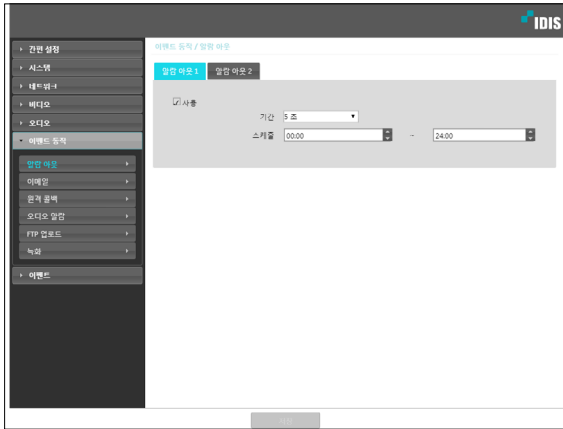 IDIS
간편 설정
시스템
네트워크
비디오
오디오
이벤트 동작
알람 아웃
이메일
원격 콜백
오디오 알람
FTP 업로드
녹화
이벤트
이벤트 동작 / 알람 아웃
알람 아웃 1
알람 아웃 2
사용
기간 5 초
스케줄 00:00 – 24:00
저장